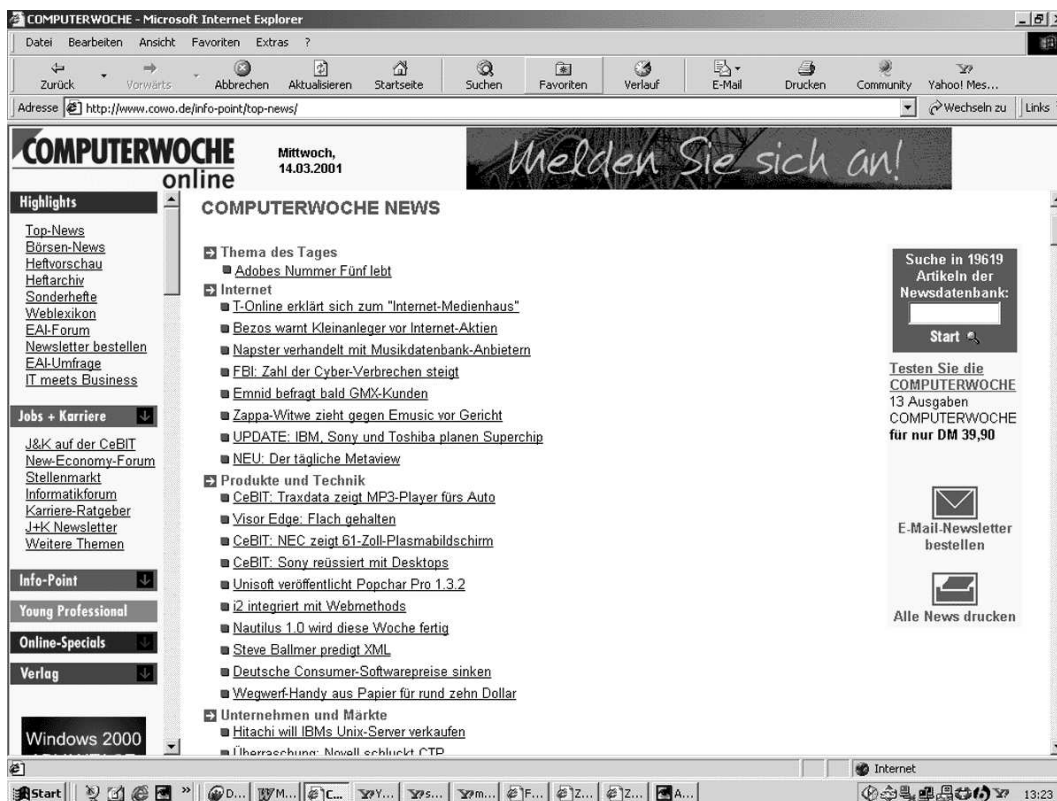 COMPUTERWOCHE - Microsoft Internet Explorer
Datei Bearbeiten Ansicht Favoriten Extras ?
Zurück Vorwärts Abbrechen Aktualisieren Startseite Suchen Favoriten Verlauf E-Mail Drucken Community Yahoo! Mes...
Adresse http://www.cowo.de/info-point/top-news/ Wechseln zu Links
COMPUTERWOCHE
online
Mittwoch,
14.03.2001
Melden Sie sich an!
Highlights
Top-News
Börsen-News
Heftvorschau
Heftarchiv
Sonderhefte
Weblexikon
EAI-Forum
Newsletter bestellen
EAI-Umfrage
IT meets Business
Jobs + Karriere
J&K auf der CeBIT
New-Economy-Forum
Stellenmarkt
Informatikforum
Karriere-Ratgeber
J+K Newsletter
Weitere Themen
Info-Point
Young Professional
Online-Specials
Verlag
Windows 2000
COMPUTERWOCHE NEWS
Thema des Tages
Adobes Nummer Fünf lebt
Internet
T-Online erklärt sich zum "Internet-Medienhaus"
Bezos warnt Kleinanleger vor Internet-Aktien
Napster verhandelt mit Musikdatenbank-Anbietern
FBI: Zahl der Cyber-Verbrechen steigt
Emnid befragt bald GMX-Kunden
Zappa-Witwe zieht gegen Emusic vor Gericht
UPDATE: IBM, Sony und Toshiba planen Superchip
NEU: Der tägliche Metaview
Produkte und Technik
CeBIT: Traxdata zeigt MP3-Player fürs Auto
Visor Edge: Flach gehalten
CeBIT: NEC zeigt 61-Zoll-Plasmabildschirm
CeBIT: Sony reüssiert mit Desktops
Unisoft veröffentlicht Popchar Pro 1.3.2
i2 integriert mit Webmethods
Nautilus 1.0 wird diese Woche fertig
Steve Ballmer predigt XML
Deutsche Consumer-Softwarepreise sinken
Wegwerf-Handy aus Papier für rund zehn Dollar
Unternehmen und Märkte
Hitachi will IBMs Unix-Server verkaufen
Überraschung: Novell schluckt CTP
Suche in 19619
Artikeln der
Newsdatenbank:
Start
Testen Sie die
COMPUTERWOCHE
13 Ausgaben
COMPUTERWOCHE
für nur DM 39,90
E-Mail-Newsletter
bestellen
Alle News drucken
Internet
Start » D... M... C... Y... s... m... F... Z... Z... A... 13:23